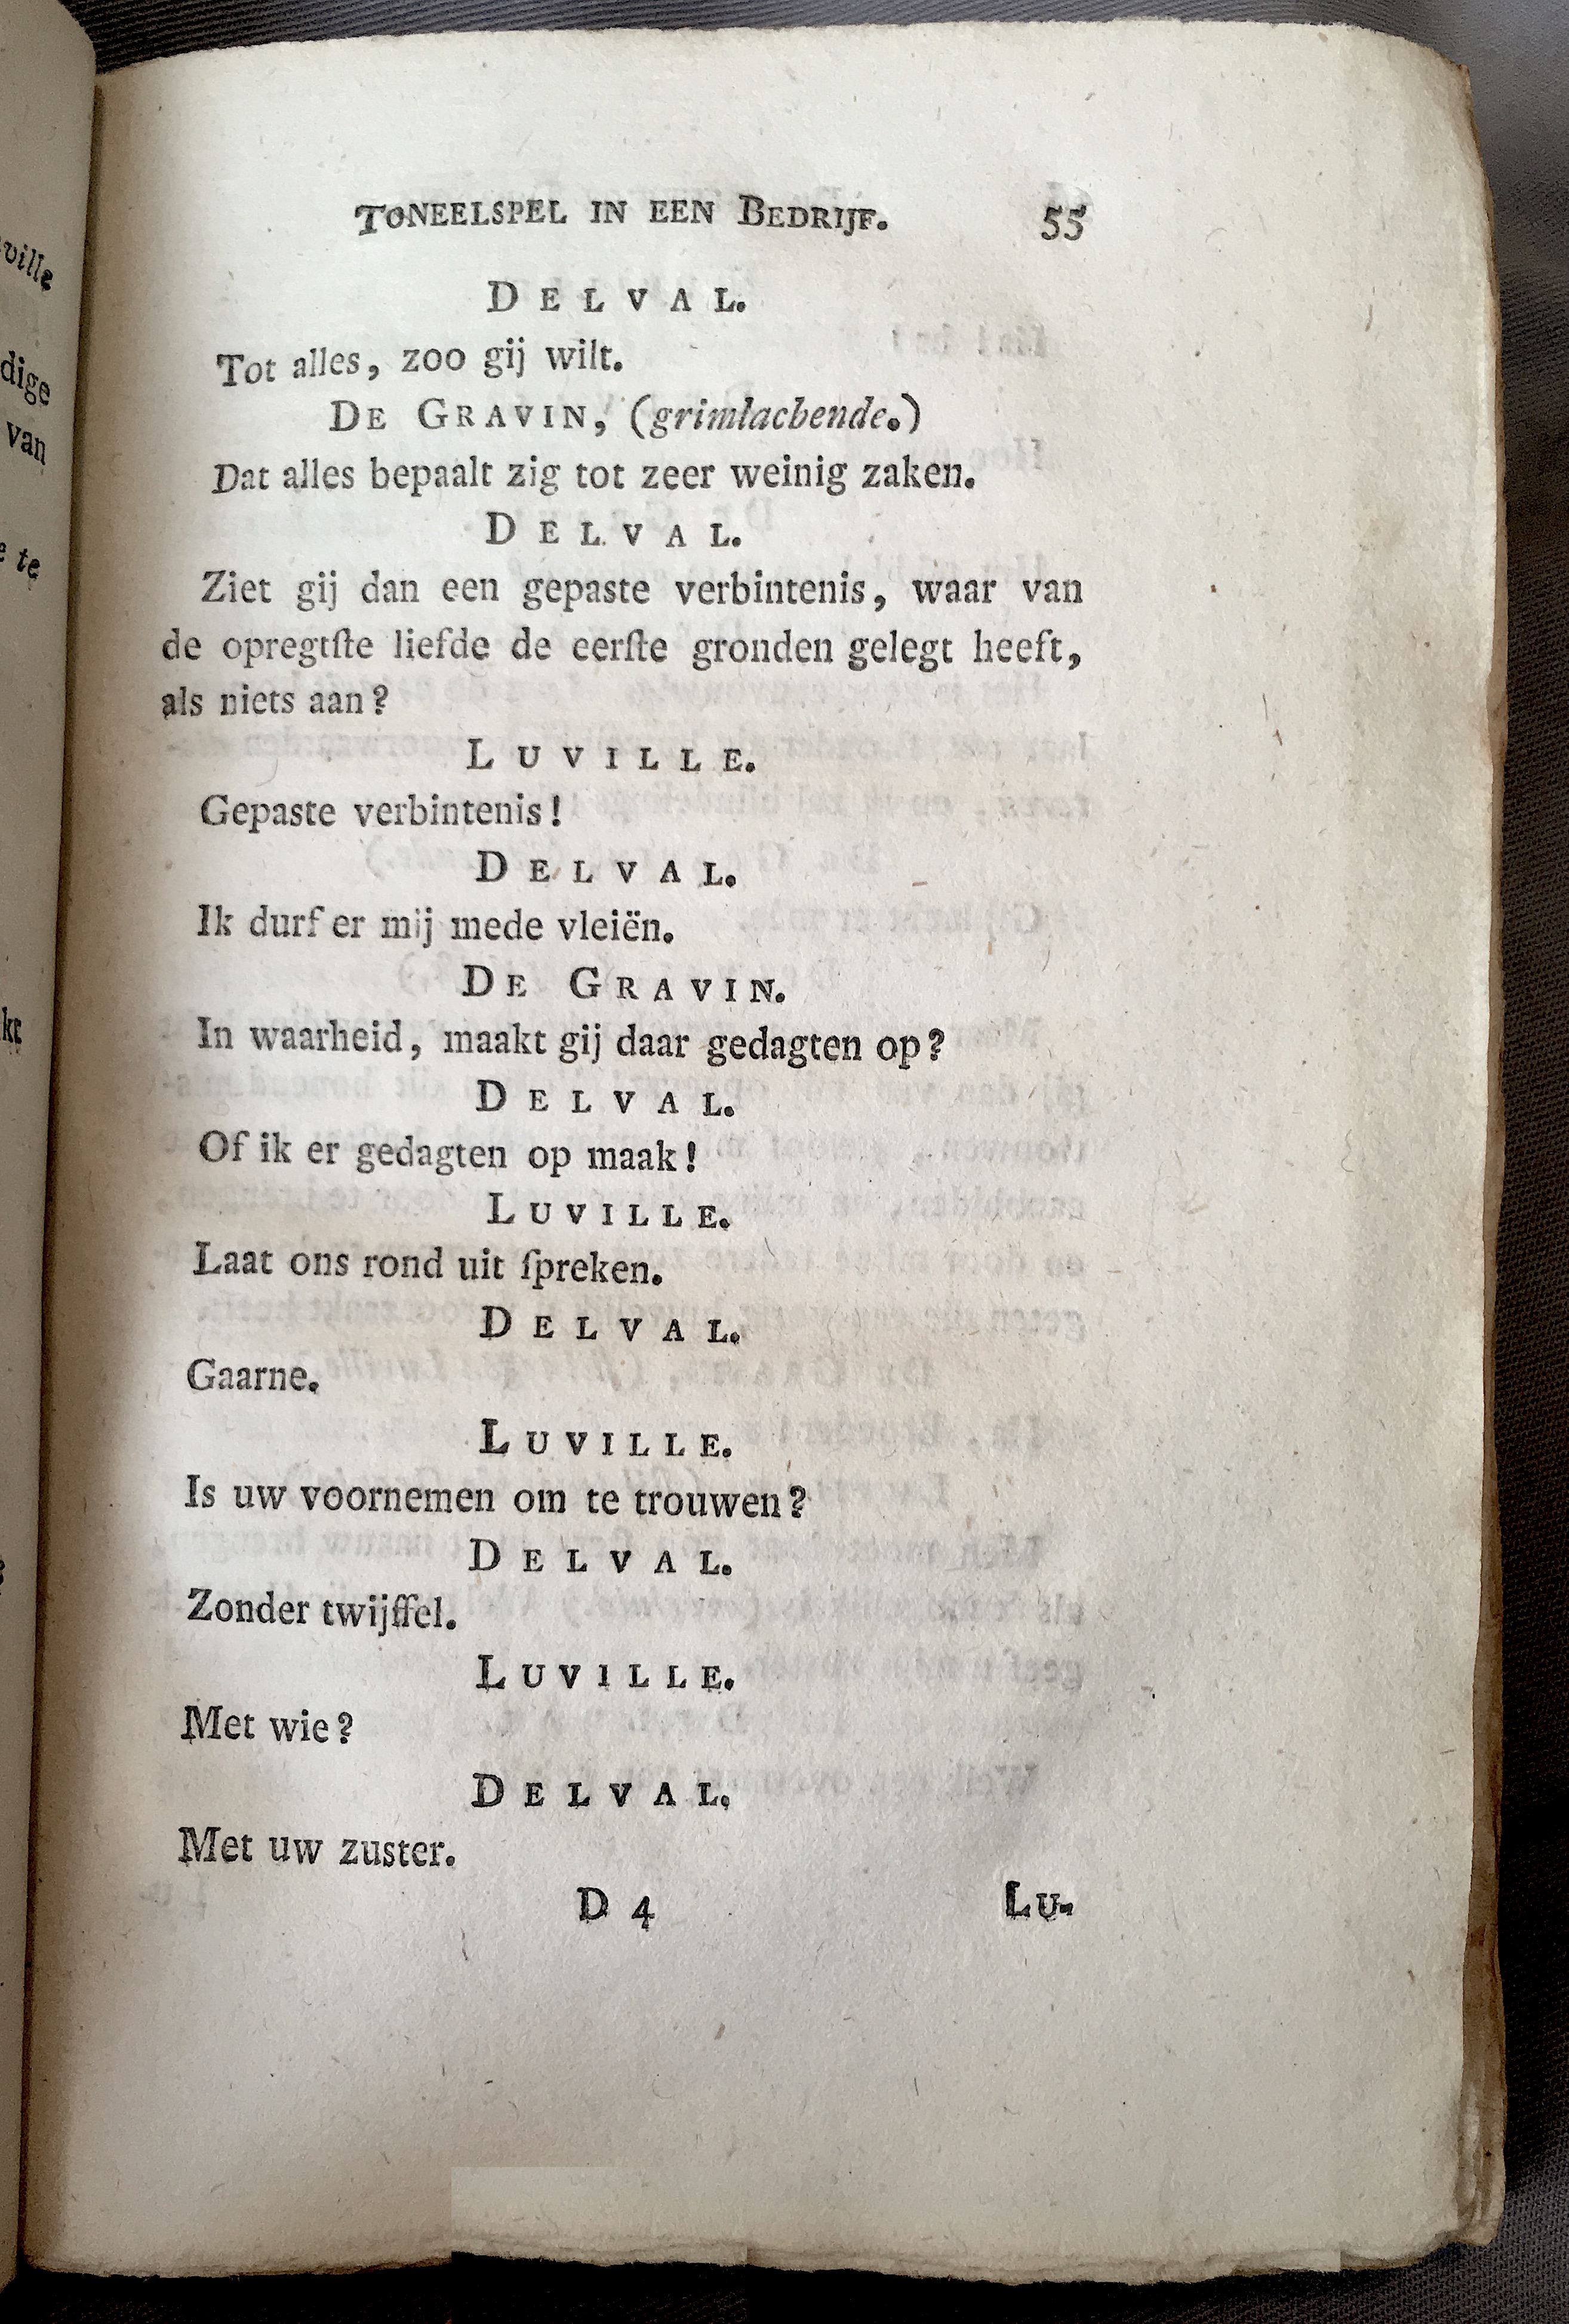 TONEELSPEL IN EEN BEDRIJF. 55
DELVAL.
Tot alles, zoo gij wilt.
DE GRAVIN, (grimlachende.)
Dat alles bepaalt zig tot zeer weinig zaken.
DELVAL.
Ziet gij dan een gepaste verbintenis, waar van
de opregtſte liefde de eerſte gronden gelegt heeft,
als niets aan?
LUVILLE.
Gepaste verbintenis!
DELVAL.
Ik durf er mij mede vleiën.
DE GRAVIN.
In waarheid, maakt gij daar gedagten op?
DELVAL.
Of ik er gedagten op maak!
LUVILLE.
Laat ons rond uit ſpreken.
DELVAL.
Gaarne.
LUVILLE.
Is uw voornemen om te trouwen?
DELVAL.
Zonder twijffel.
LUVILLE.
Met wie?
DELVAL.
Met uw zuster.
D 4 LU-